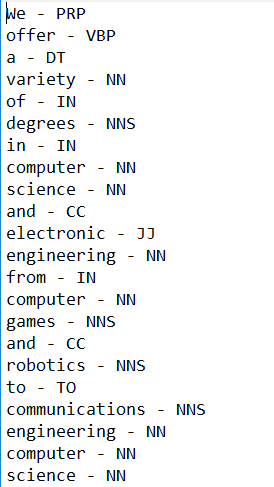 We - PRP
offer - VBP
a - DT
variety - NN
of - IN
degrees - NNS
in - IN
computer - NN
science - NN
and - CC
electronic - JJ
engineering - NN
from - IN
computer - NN
games - NNS
and - CC
robotics - NNS
to - TO
communications - NNS
engineering - NN
computer - NN
science - NN